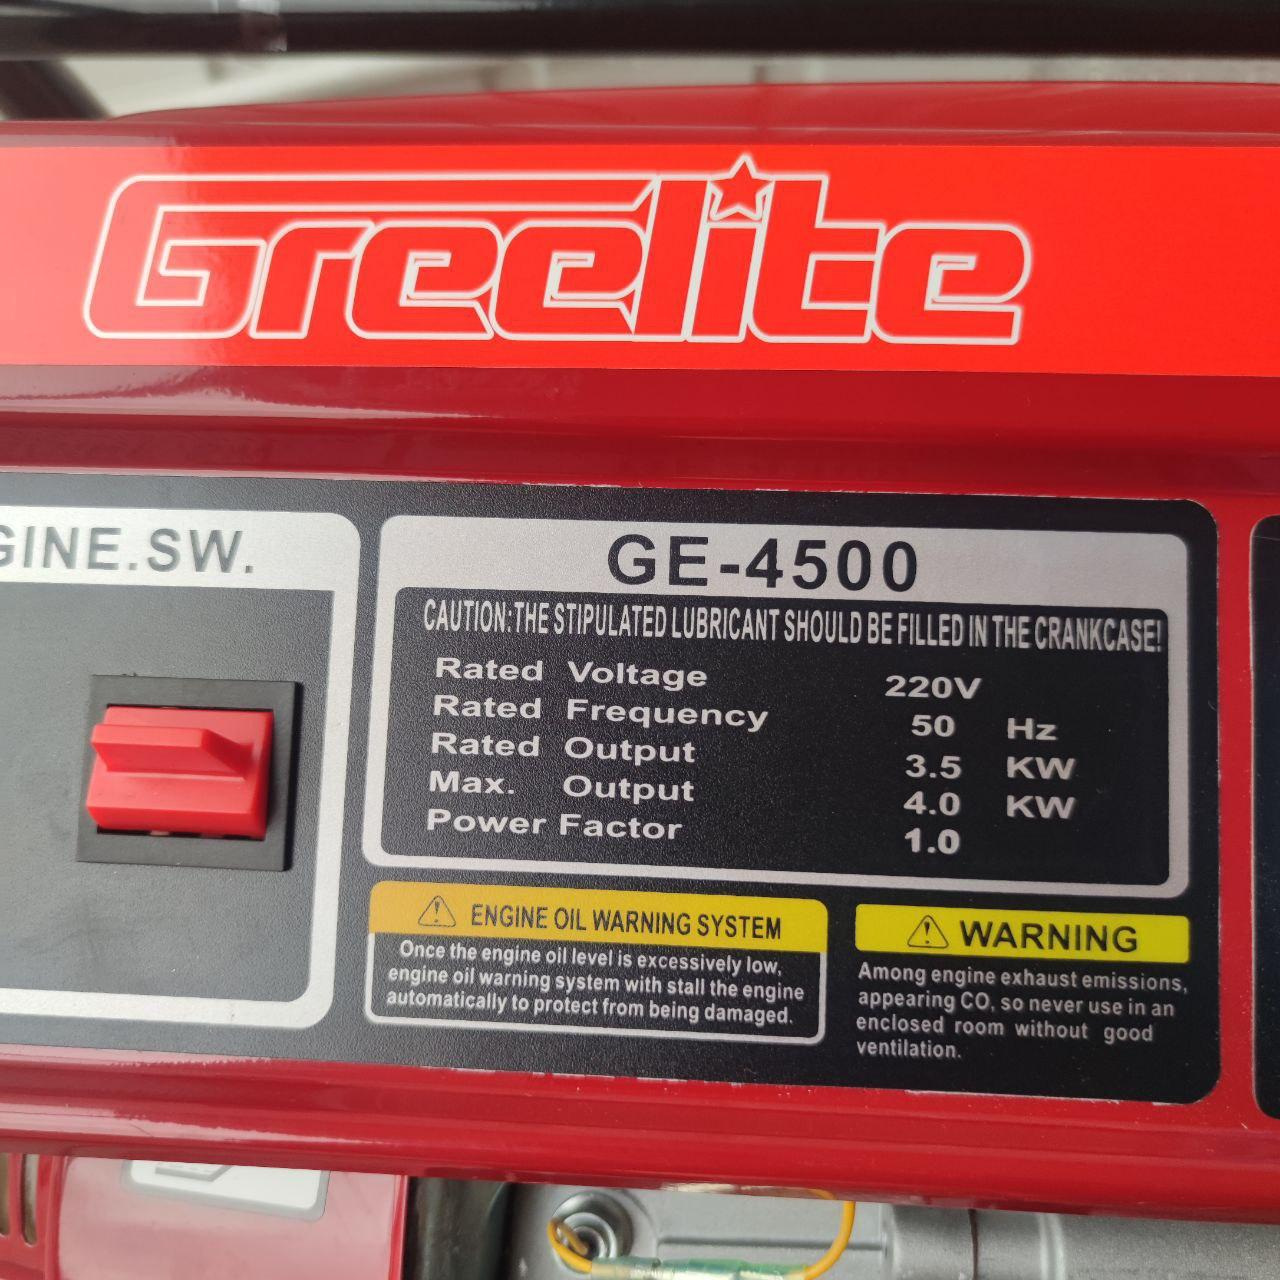 Greelite
GINE.SW.
GE-4500
CAUTION:THE STIPULATED LUBRICANT SHOULD BE FILLED IN THE CRANKCASE!
Rated Voltage 220V
Rated Frequency 50 Hz
Rated Output 3.5 KW
Max. Output 4.0 KW
Power Factor 1.0
ENGINE OIL WARNING SYSTEM
Once the engine oil level is excessively low,
engine oil warning system with stall the engine
automatically to protect from being damaged.
WARNING
Among engine exhaust emissions,
appearing CO, so never use in an
enclosed room without good
ventilation.